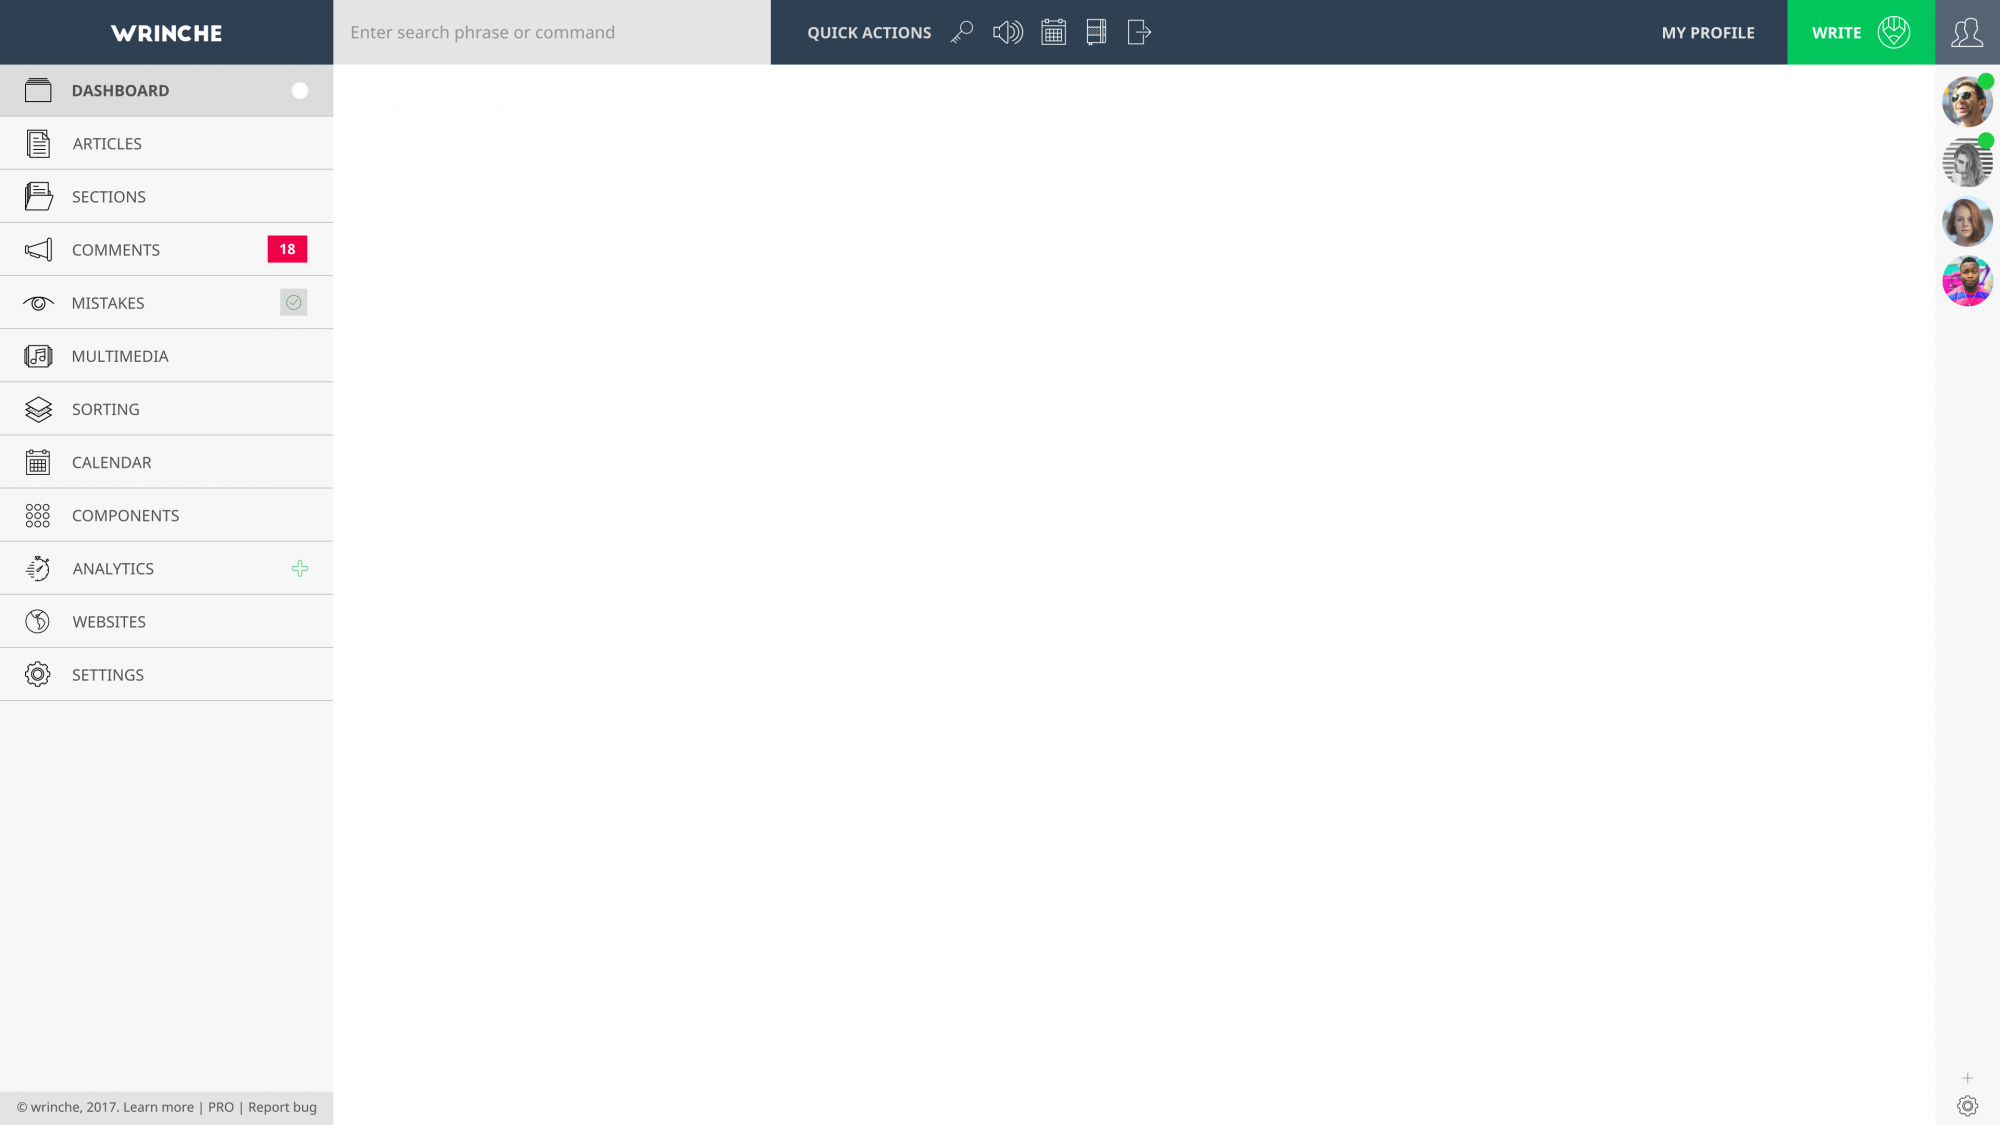 WRINCHE
Enter search phrase or command
QUICK ACTIONS
MY PROFILE
WRITE
DASHBOARD
ARTICLES
SECTIONS
COMMENTS
18
MISTAKES
MULTIMEDIA
SORTING
CALENDAR
COMPONENTS
ANALYTICS
WEBSITES
SETTINGS
© wrinche, 2017. Learn more | PRO | Report bug